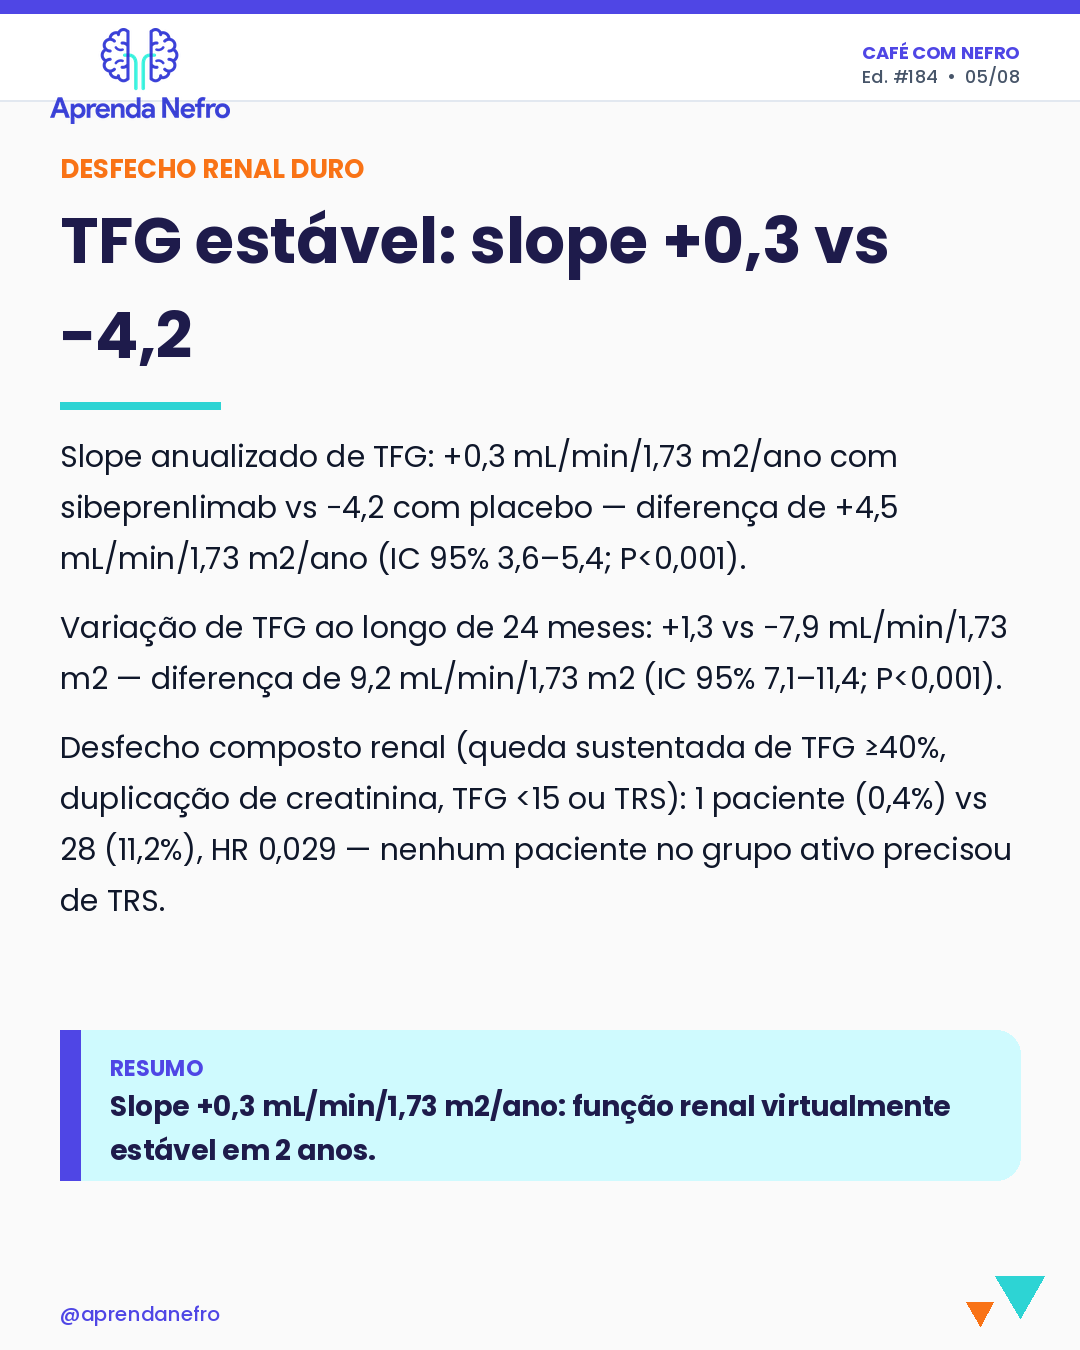 Aprenda Nefro
CAFÉ COM NEFRO
Ed. #184 • 05/08
DESFECHO RENAL DURO
TFG estável: slope +0,3 vs
-4,2
Slope anualizado de TFG: +0,3 mL/min/1,73 m2/ano com
sibeprenlimab vs -4,2 com placebo — diferença de +4,5
mL/min/1,73 m2/ano (IC 95% 3,6–5,4; P<0,001).
Variação de TFG ao longo de 24 meses: +1,3 vs -7,9 mL/min/1,73
m2 — diferença de 9,2 mL/min/1,73 m2 (IC 95% 7,1–11,4; P<0,001).
Desfecho composto renal (queda sustentada de TFG ≥40%,
duplicação de creatinina, TFG <15 ou TRS): 1 paciente (0,4%) vs
28 (11,2%), HR 0,029 — nenhum paciente no grupo ativo precisou
de TRS.
RESUMO
Slope +0,3 mL/min/1,73 m2/ano: função renal virtualmente
estável em 2 anos.
@aprendanefro